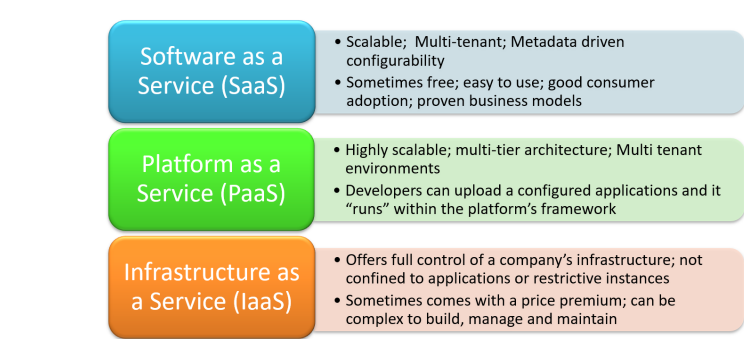 Software as a
Service (SaaS)
• Scalable;  Multi-tenant; Metadata driven
configurability
• Sometimes free; easy to use; good consumer
adoption; proven business models
Platform as a
Service (PaaS)
• Highly scalable; multi-tier architecture; Multi tenant
environments
• Developers can upload a configured applications and it
“runs” within the platform’s framework
Infrastructure as
a Service (IaaS)
• Offers full control of a company’s infrastructure; not
confined to applications or restrictive instances
• Sometimes comes with a price premium; can be
complex to build, manage and maintain